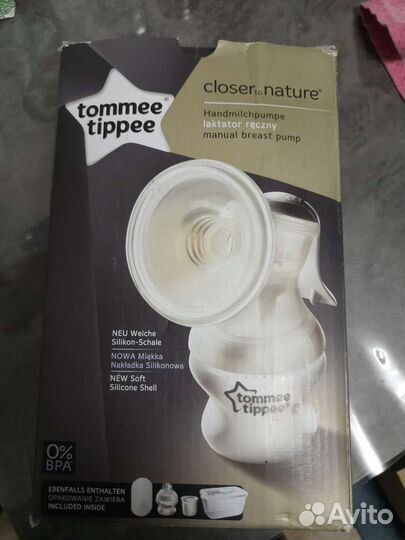 tommee
tippee®
closer to nature®
Handmilchpumpe
laktator ręczny
manual breast pump
NEU Weiche
Silikon-Schale
NOWA Miękka
Nakładka Silikonowa
NEW Soft
Silicone Shell
tommee
tippee®
0%
BPA
EBENFALLS ENTHALTEN
OPAKOWANIE ZAWIERA
INCLUDED INSIDE
Avito